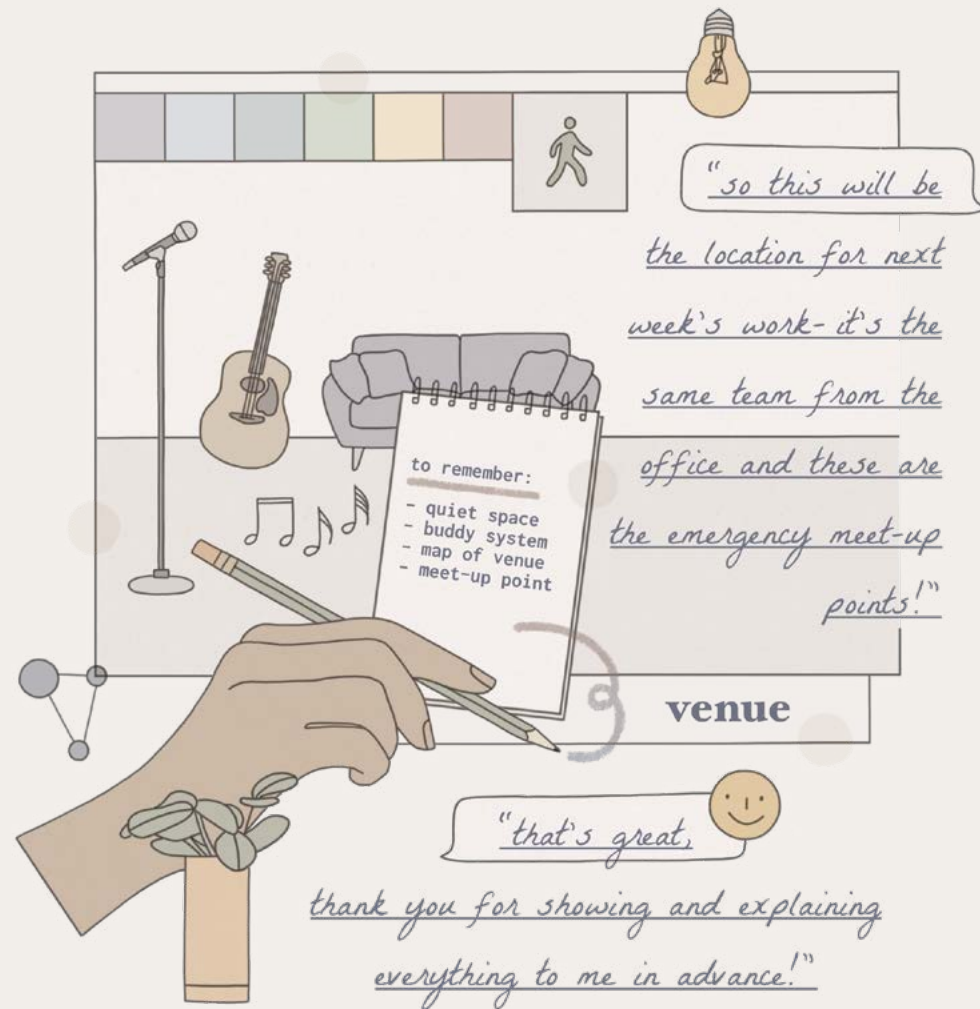 "so this will be
the location for next
week's work- it's the
same team from the
office and these are
the emergency meet-up
points!"
to remember:
- quiet space
- buddy system
- map of venue
- meet-up point
venue
"that's great,
thank you for showing and explaining
everything to me in advance!"